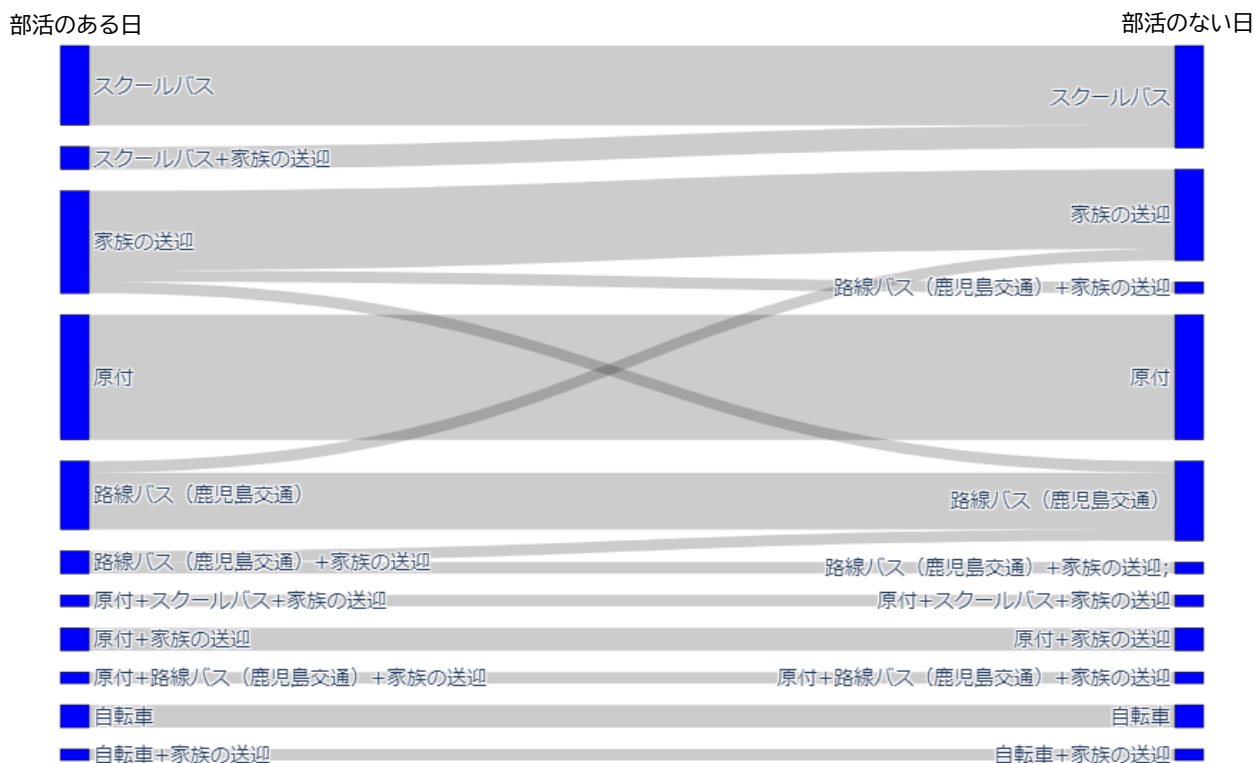 部活のある日
部活のない日
スクールバス
スクールバス
スクールバス+家族の送迎
家族の送迎
家族の送迎
路線バス（鹿児島交通）+家族の送迎
原付
原付
路線バス（鹿児島交通）
路線バス（鹿児島交通）
路線バス（鹿児島交通）+家族の送迎
路線バス（鹿児島交通）+家族の送迎;
原付+スクールバス+家族の送迎
原付+スクールバス+家族の送迎
原付+家族の送迎
原付+家族の送迎
原付+路線バス（鹿児島交通）+家族の送迎
原付+路線バス（鹿児島交通）+家族の送迎
自転車
自転車
自転車+家族の送迎
自転車+家族の送迎